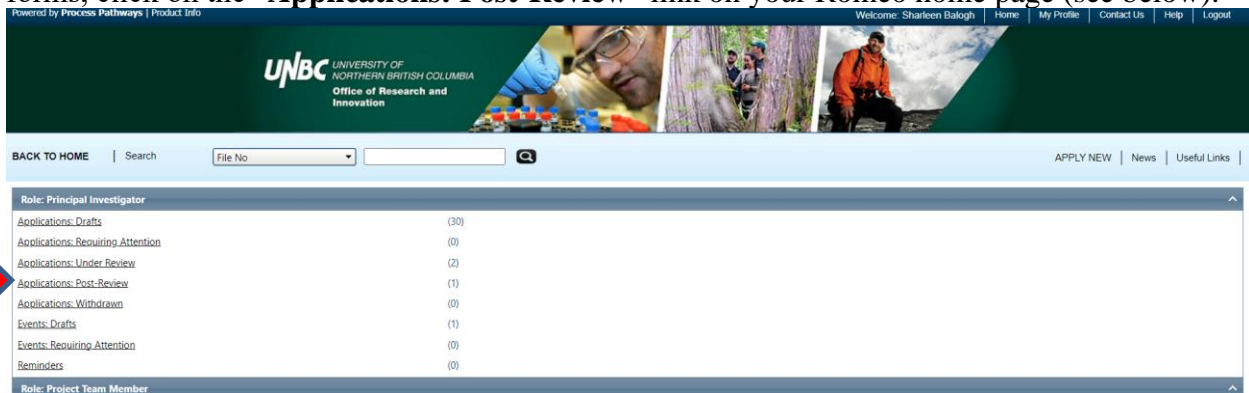 forms, click on the "Applications: Post-Review" link on your Romeo home page (see below).
Powered by Process Pathways | Product Info
Welcome: Sharleen Balogh | Home | My Profile | Contact Us | Help | Logout
UNBC
UNIVERSITY OF
NORTHERN BRITISH COLUMBIA
Office of Research and
Innovation
BACK TO HOME | Search File No
APPLY NEW | News | Useful Links |
Role: Principal Investigator
Applications: Drafts (30)
Applications: Requiring Attention (0)
Applications: Under Review (2)
Applications: Post-Review (1)
Applications: Withdrawn (0)
Events: Drafts (1)
Events: Requiring Attention (0)
Reminders (0)
Role: Project Team Member